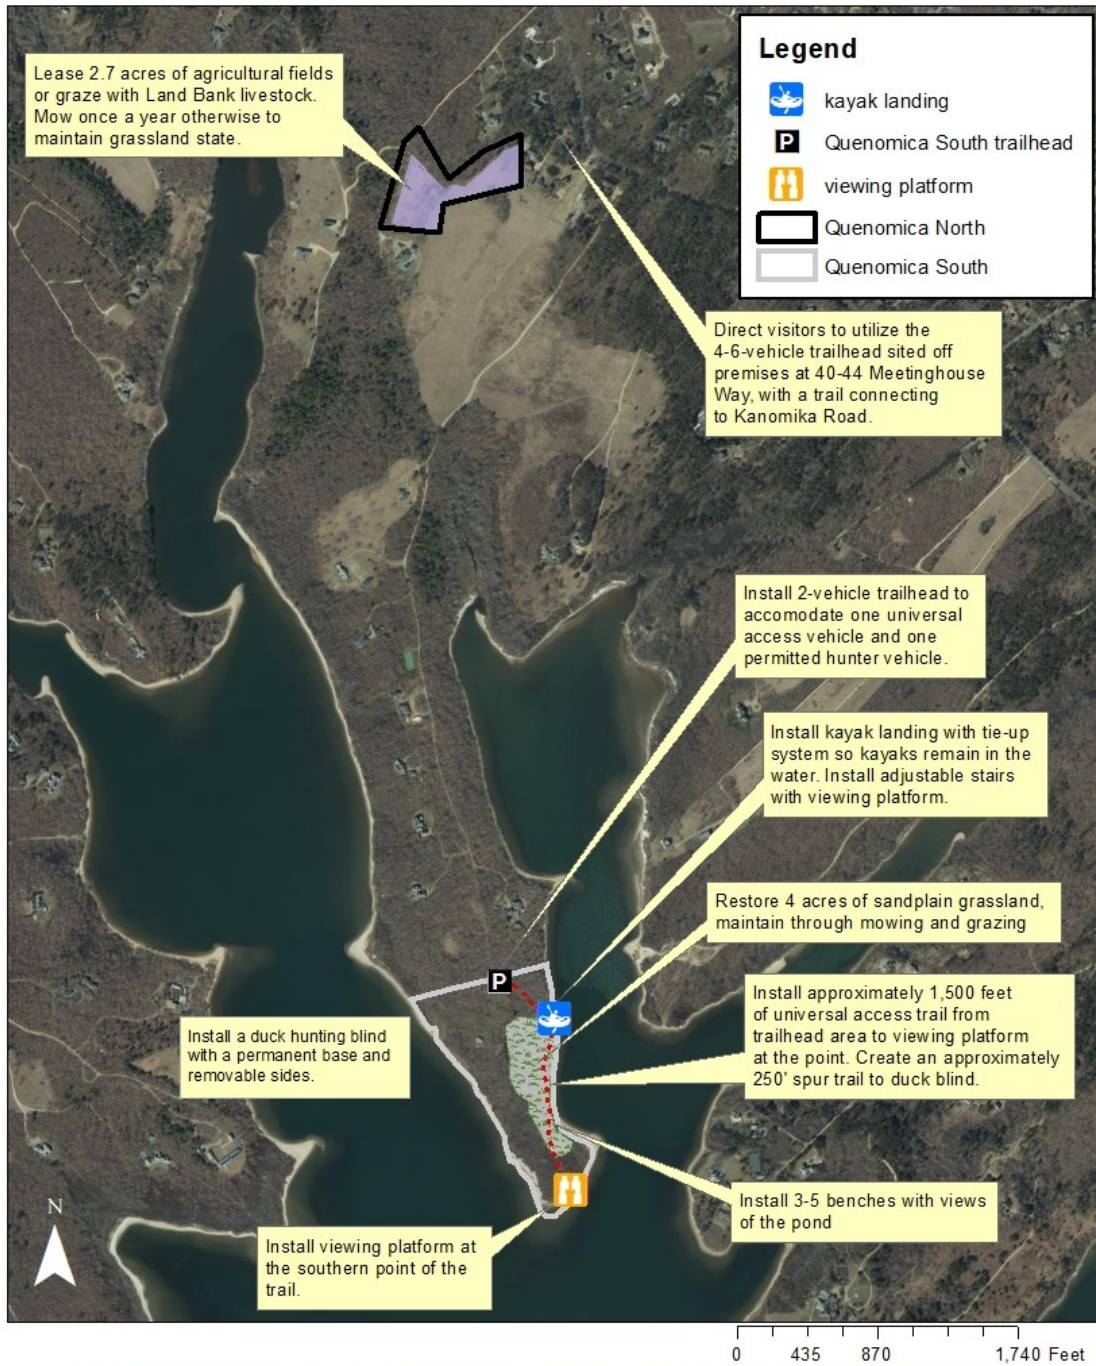 Lease 2.7 acres of agricultural fields
or graze with Land Bank livestock.
Mow once a year otherwise to
maintain grassland state.
Legend
kayak landing
P Quenomica South trailhead
viewing platform
Quenomica North
Quenomica South
Direct visitors to utilize the
4-6-vehicle trailhead sited off
premises at 40-44 Meetinghouse
Way, with a trail connecting
to Kanomika Road.
Install 2-vehicle trailhead to
accomodate one universal
access vehicle and one
permitted hunter vehicle.
Install kayak landing with tie-up
system so kayaks remain in the
water. Install adjustable stairs
with viewing platform.
Restore 4 acres of sandplain grassland,
maintain through mowing and grazing
P
Install approximately 1,500 feet
of universal access trail from
trailhead area to viewing platform
at the point. Create an approximately
250' spur trail to duck blind.
Install a duck hunting blind
with a permanent base and
removable sides.
Install 3-5 benches with views
of the pond
N
Install viewing platform at
the southern point of the
trail.
0 435 870 1,740 Feet